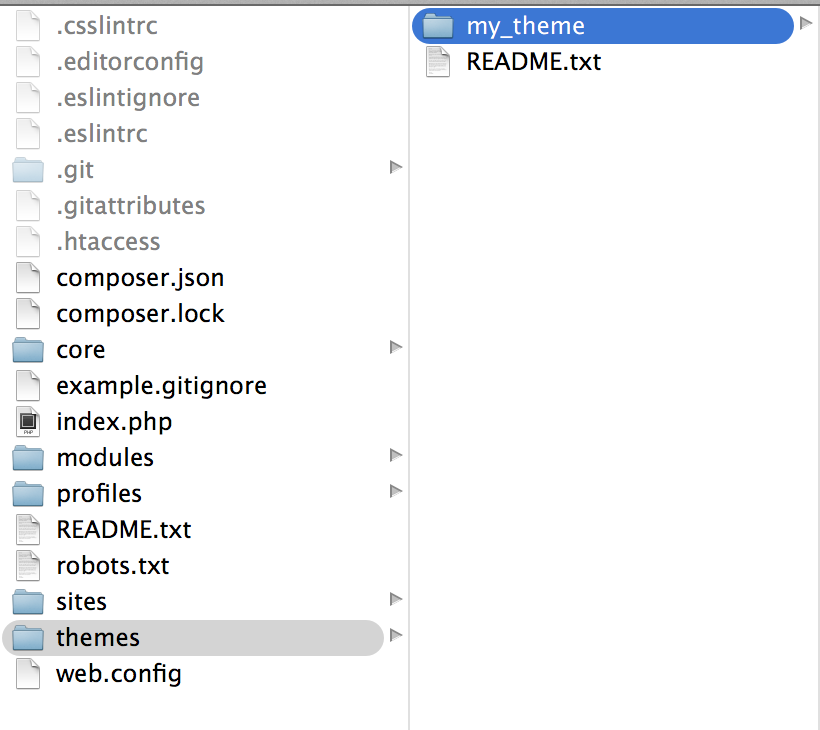 .csslintrc
.editorconfig
.eslintignore
.eslintrc
.git
.gitattributes
.htaccess
composer.json
composer.lock
core
example.gitignore
index.php
modules
profiles
README.txt
robots.txt
sites
themes
web.config
my_theme
README.txt